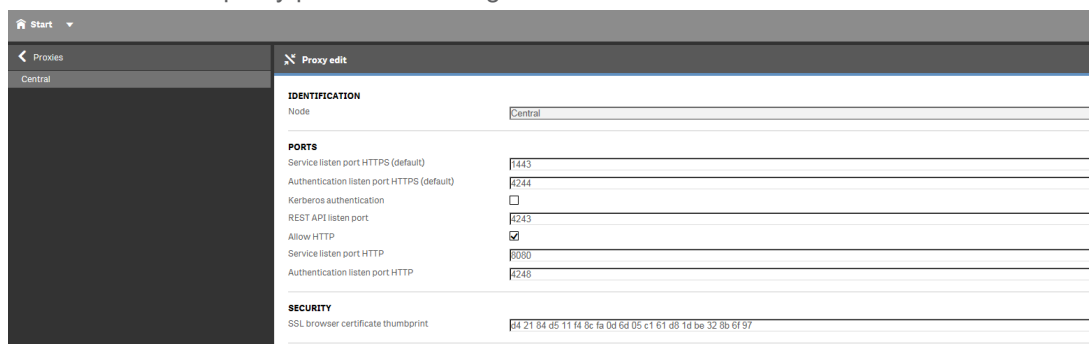 Start
Proxies
Proxy edit
Central
IDENTIFICATION
Node Central
PORTS
Service listen port HTTPS (default) 1443
Authentication listen port HTTPS (default) 4244
Kerberos authentication
REST API listen port 4243
Allow HTTP
Service listen port HTTP 8080
Authentication listen port HTTP 4248
SECURITY
SSL browser certificate thumbprint d4 21 84 d5 11 f4 8c fa 0d 6d 05 c1 61 d8 1d be 32 8b 6f 97